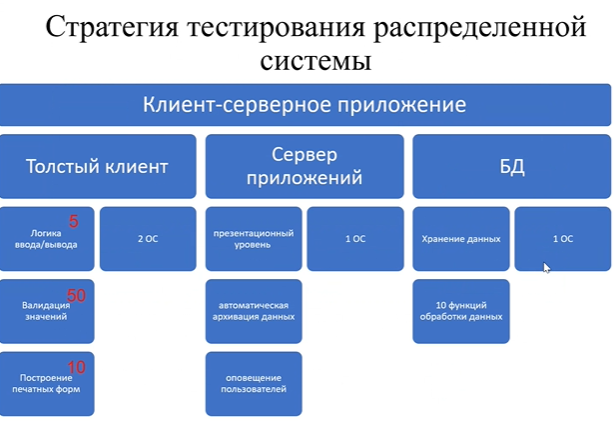 Стратегия тестирования распределенной
системы
Клиент-серверное приложение
Толстый клиент
Сервер
приложений
БД
Логика
ввода/вывода
5
2 ОС
презентационный
уровень
1 ОС
Хранение данных
1 ОС
Валидация
значений
50
автоматическая
архивация данных
10 функций
обработки данных
Построение
печатных форм
10
оповещение
пользователей